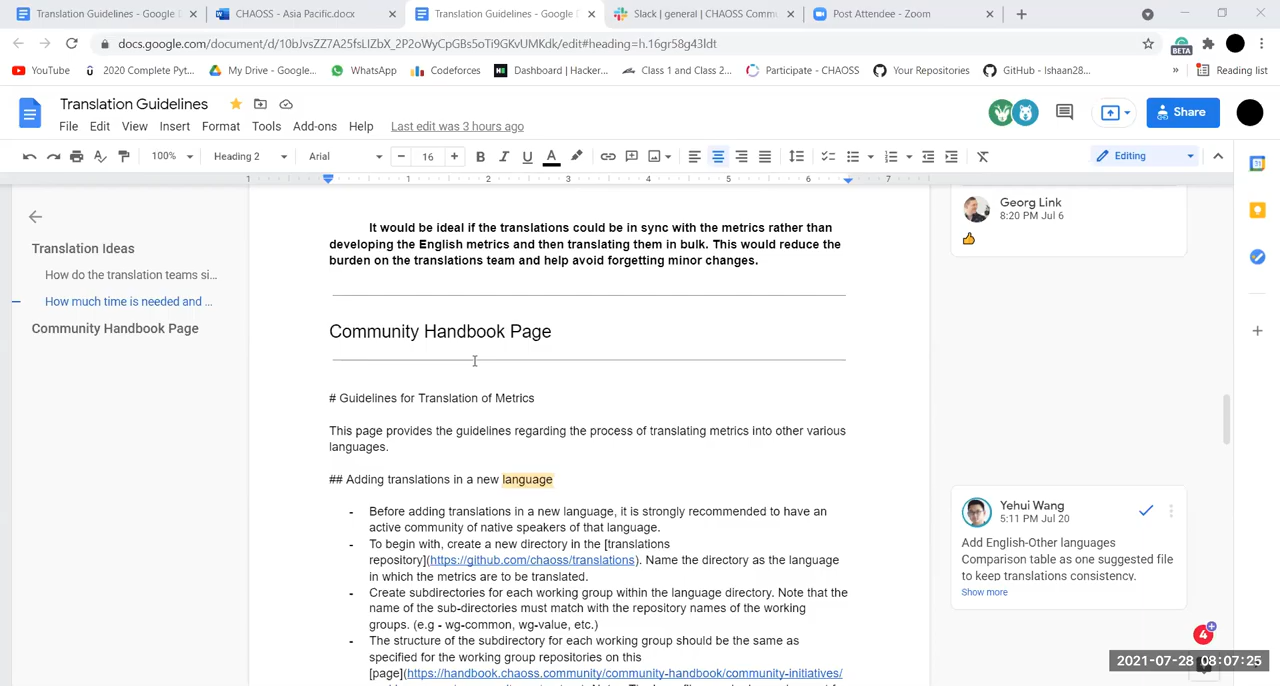 Translation Guidelines - Google D
CHAOSS - Asia Pacific.docx
Translation Guidelines - Google D
Slack | general | CHAOSS Commu
Post Attendee - Zoom
docs.google.com/document/d/10bJvsZZ7A25fsLIZbX_2P2oWyCpGBs5oTi9GKvUMKdk/edit#heading=h.16gr58g43ldt
BETA
YouTube
2020 Complete Pyt...
My Drive - Google...
WhatsApp
Codeforces
Dashboard | Hacker...
Class 1 and Class 2...
Participate - CHAOSS
Your Repositories
GitHub - Ishaan28...
»
Reading list
Translation Guidelines
File Edit View Insert Format Tools Add-ons Help Last edit was 3 hours ago
Share
100% Heading 2 Arial 16 B I U A
Editing
1 1 2 3 4 5 6 7
Translation Ideas
How do the translation teams si...
How much time is needed and ...
Community Handbook Page
It would be ideal if the translations could be in sync with the metrics rather than
developing the English metrics and then translating them in bulk. This would reduce the
burden on the translations team and help avoid forgetting minor changes.
Community Handbook Page
# Guidelines for Translation of Metrics
This page provides the guidelines regarding the process of translating metrics into other various
languages.
## Adding translations in a new language
- Before adding translations in a new language, it is strongly recommended to have an
active community of native speakers of that language.
- To begin with, create a new directory in the [translations
repository](https://github.com/chaoss/translations). Name the directory as the language
in which the metrics are to be translated.
- Create subdirectories for each working group within the language directory. Note that the
name of the sub-directories must match with the repository names of the working
groups. (e.g - wg-common, wg-value, etc.)
- The structure of the subdirectory for each working group should be the same as
specified for the working group repositories on this
[page](https://handbook.chaoss.community/community-handbook/community-initiatives/
Georg Link
8:20 PM Jul 6
Yehui Wang
5:11 PM Jul 20
Add English-Other languages
Comparison table as one suggested file
to keep translations consistency.
Show more
4
2021-07-28 08:07:25